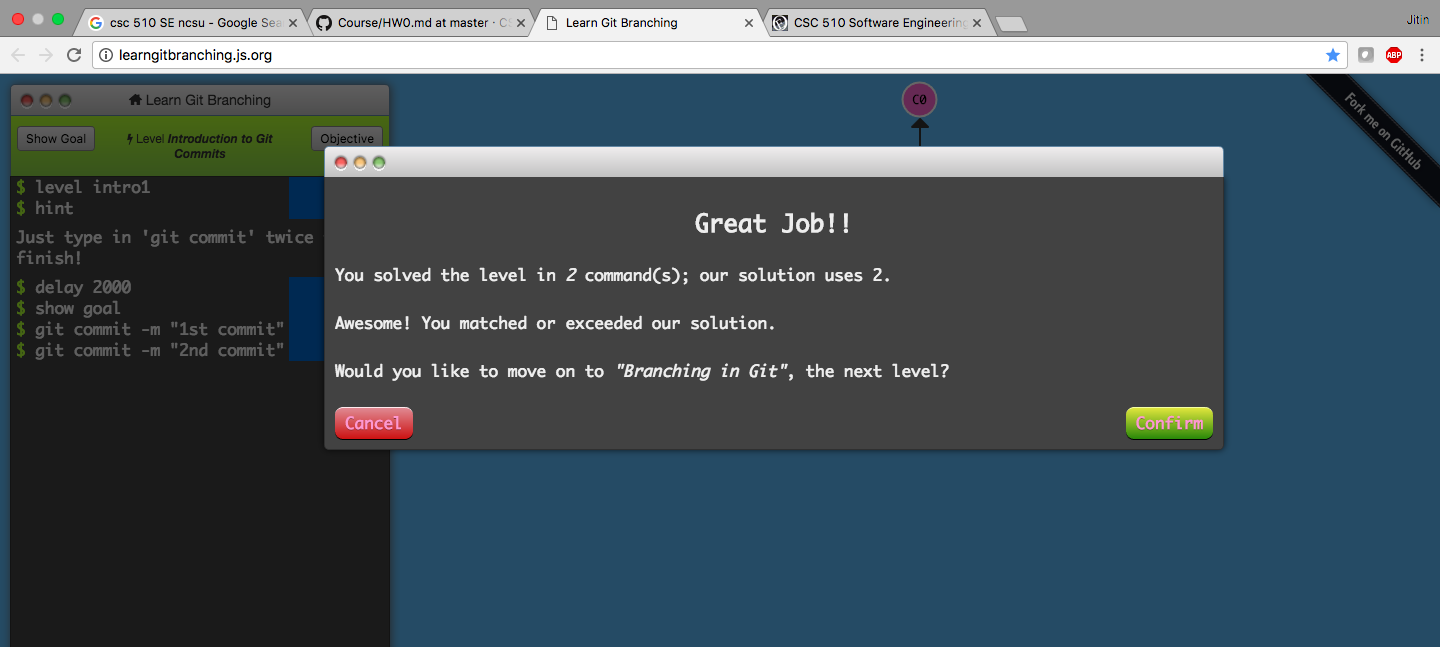 csc 510 SE ncsu - Google Sea
Course/HW0.md at master · CS
Learn Git Branching
CSC 510 Software Engineering
Jitin
learngitbranching.js.org
ABP
Learn Git Branching
Show Goal
Level Introduction to Git
Commits
Objective
$ level intro1
$ hint
Just type in 'git commit' twice
finish!
$ delay 2000
$ show goal
$ git commit -m "1st commit"
$ git commit -m "2nd commit"
C0
Fork me on GitHub
Great Job!!
You solved the level in 2 command(s); our solution uses 2.
Awesome! You matched or exceeded our solution.
Would you like to move on to "Branching in Git", the next level?
Cancel
Confirm